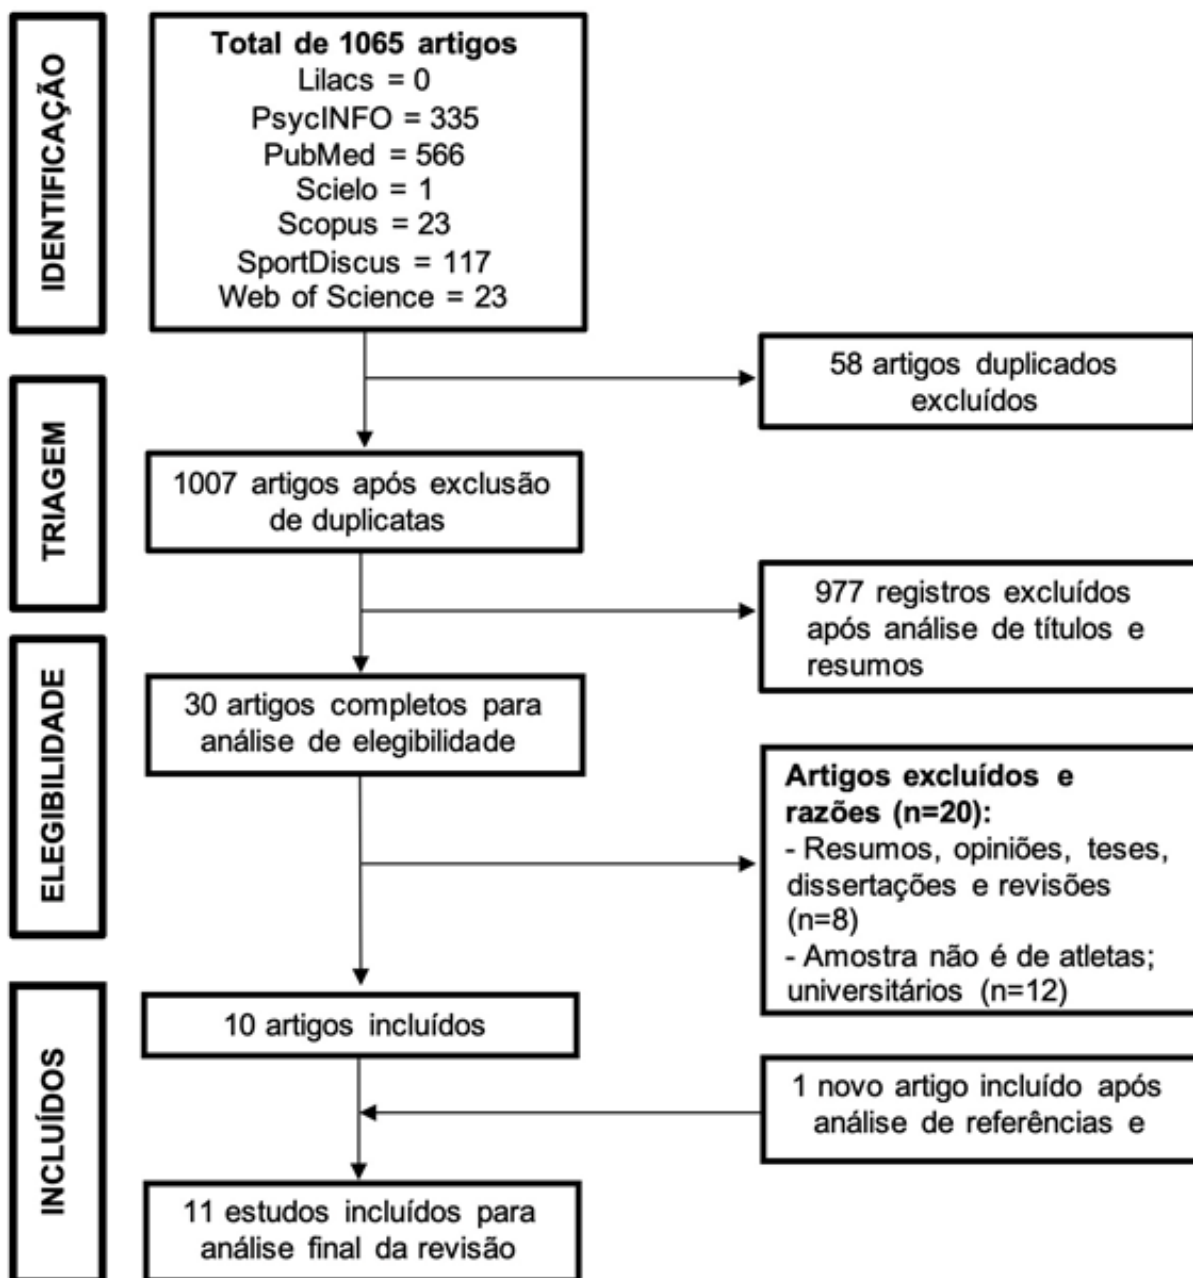 IDENTIFICAÇÃO
Total de 1065 artigos
Lilacs = 0
PsycINFO = 335
PubMed = 566
Scielo = 1
Scopus = 23
SportDiscus = 117
Web of Science = 23
58 artigos duplicados
excluídos
TRIAGEM
1007 artigos após exclusão
de duplicatas
977 registros excluídos
após análise de títulos e
resumos
ELEGIBILIDADE
30 artigos completos para
análise de elegibilidade
Artigos excluídos e
razões (n=20):
- Resumos, opiniões, teses,
dissertações e revisões
(n=8)
- Amostra não é de atletas;
universitários (n=12)
INCLUÍDOS
10 artigos incluídos
1 novo artigo incluído após
análise de referências e
11 estudos incluídos para
análise final da revisão